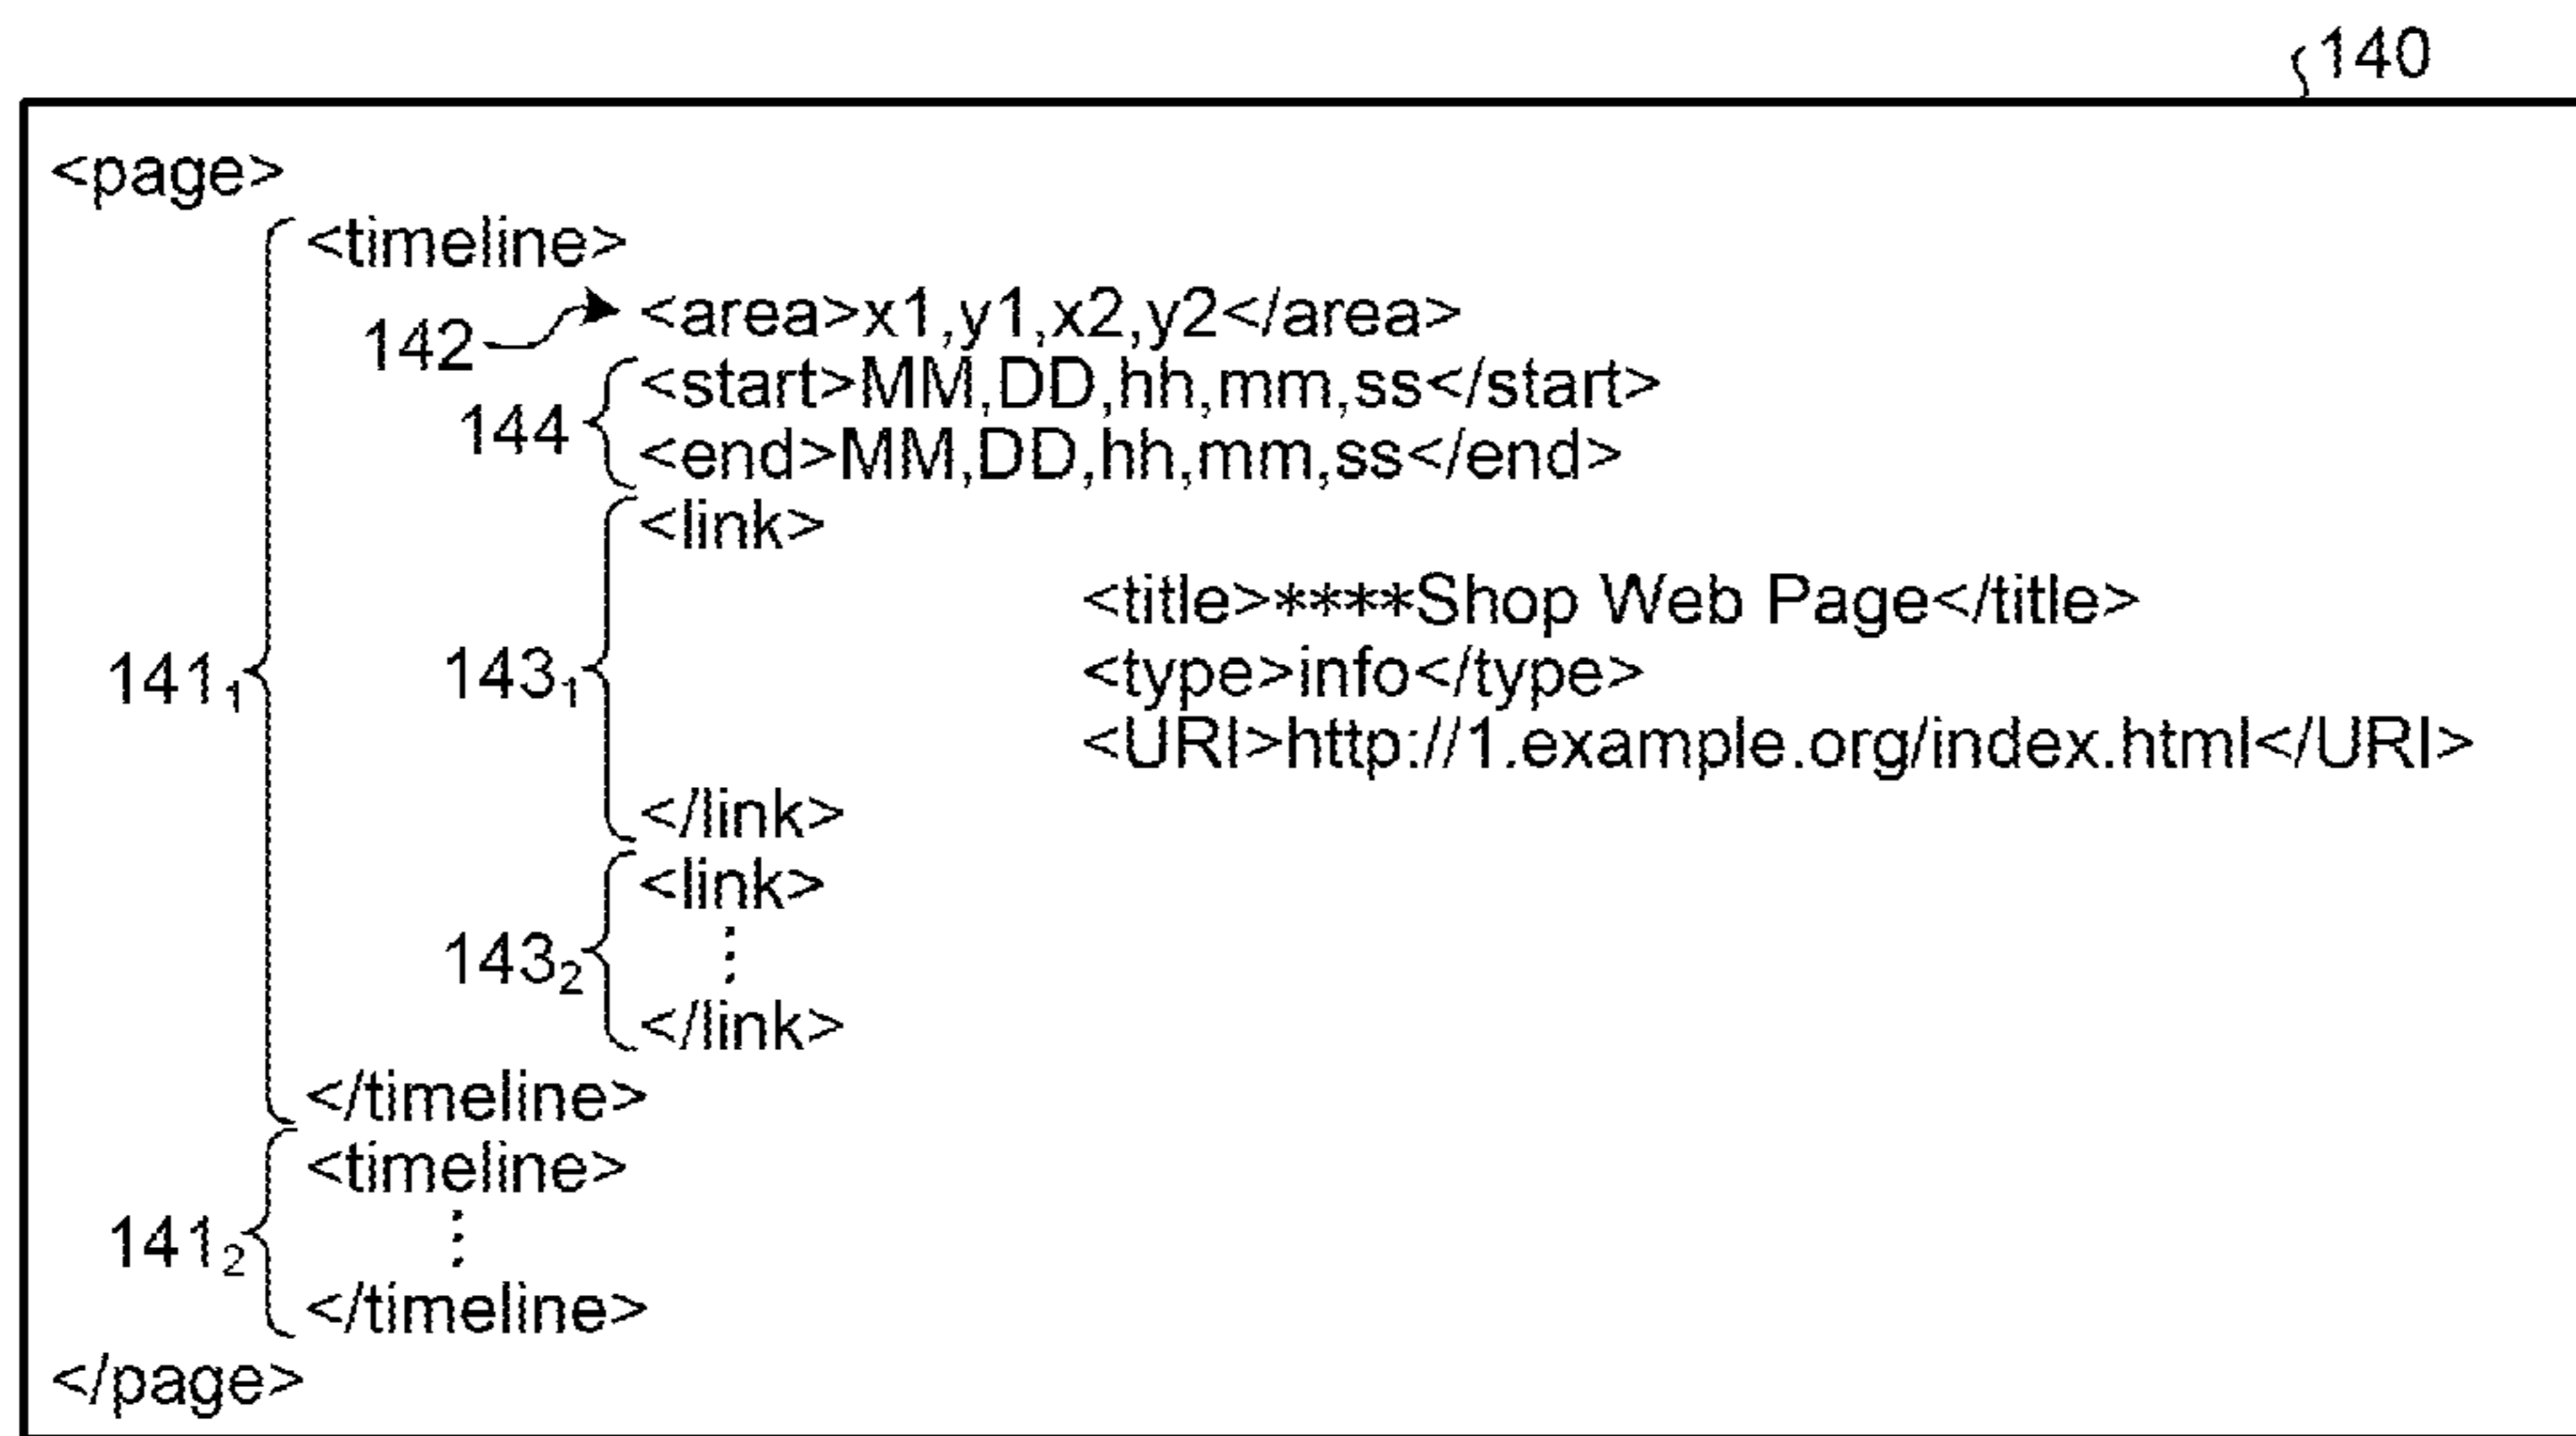 140
<page>
<timeline>
142 <area>x1,y1,x2,y2</area>
<start>MM,DD,hh,mm,ss</start>
144
<end>MM,DD,hh,mm,ss</end>
<link>
<title>****Shop Web Page</title>
141₁ 143₁ <type>info</type>
<URI>http://1.example.org/index.html</URI>
</link>
<link>
143₂ ⋮
</link>
</timeline>
<timeline>
141₂ ⋮
</timeline>
</page>